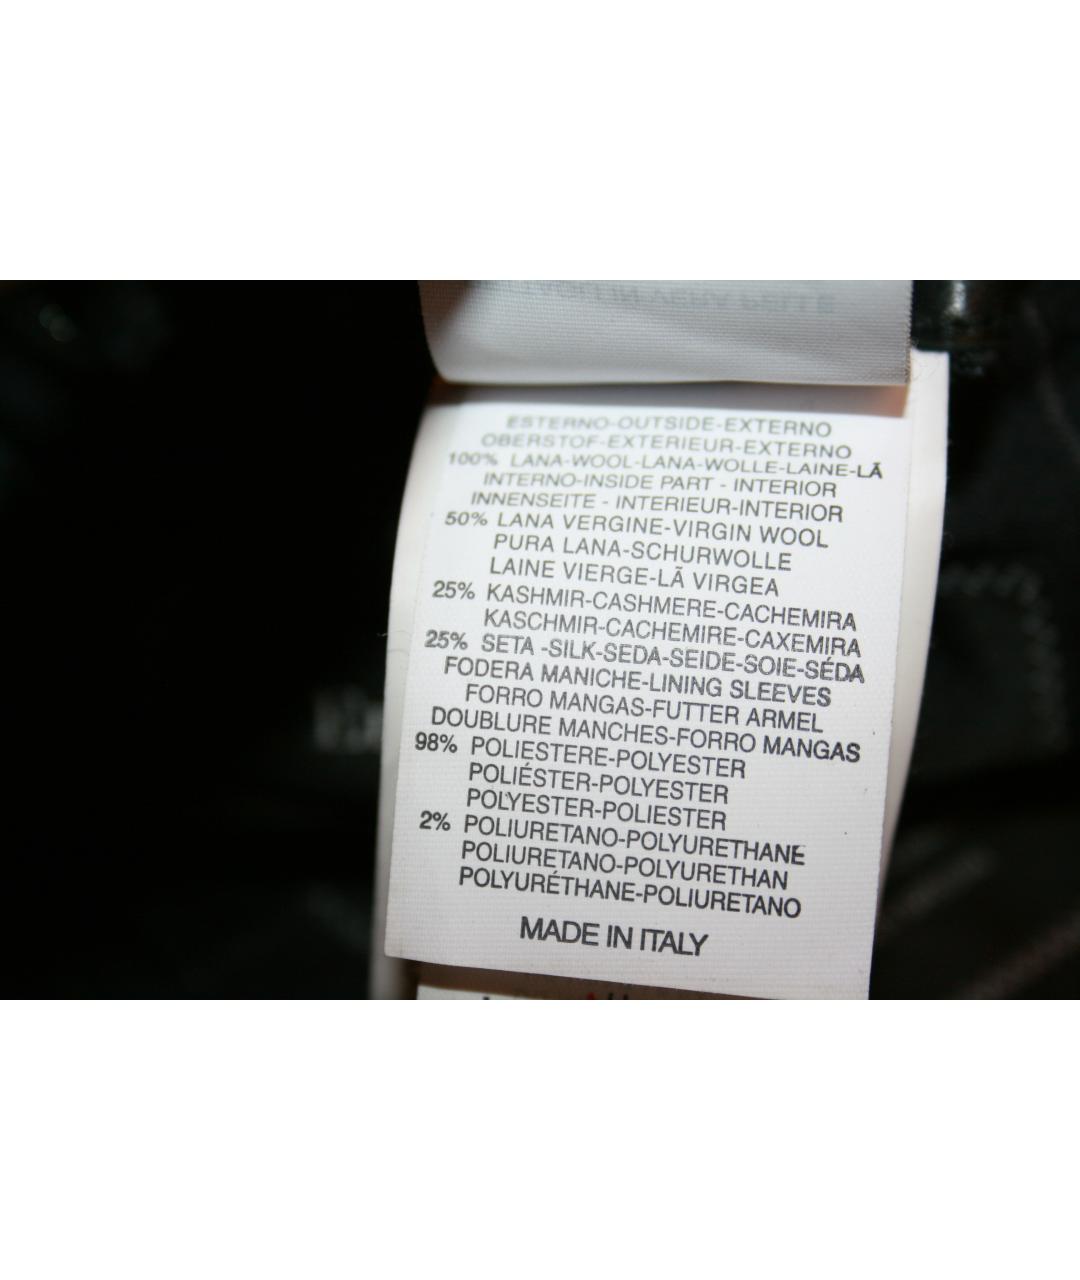 ESTERNO-OUTSIDE-EXTERNO
OBERSTOF-EXTERIEUR-EXTERNO
100% LANA-WOOL-LANA-WOLLE-LAINE-LÃ
INTERNO-INSIDE PART - INTERIOR
INNENSEITE - INTERIEUR-INTERIOR
50% LANA VERGINE-VIRGIN WOOL
PURA LANA-SCHURWOLLE
LAINE VIERGE-LÃ VIRGEA
25% KASHMIR-CASHMERE-CACHEMIRA
KASCHMIR-CACHEMIRE-CAXEMIRA
25% SETA -SILK-SEDA-SEIDE-SOIE-SÉDA
FODERA MANICHE-LINING SLEEVES
FORRO MANGAS-FUTTER ARMEL
DOUBLURE MANCHES-FORRO MANGAS
98% POLIESTERE-POLYESTER
POLIÉSTER-POLYESTER
POLYESTER-POLIESTER
2% POLIURETANO-POLYURETHANE
POLIURETANO-POLYURETHAN
POLYURÉTHANE-POLIURETANO
MADE IN ITALY